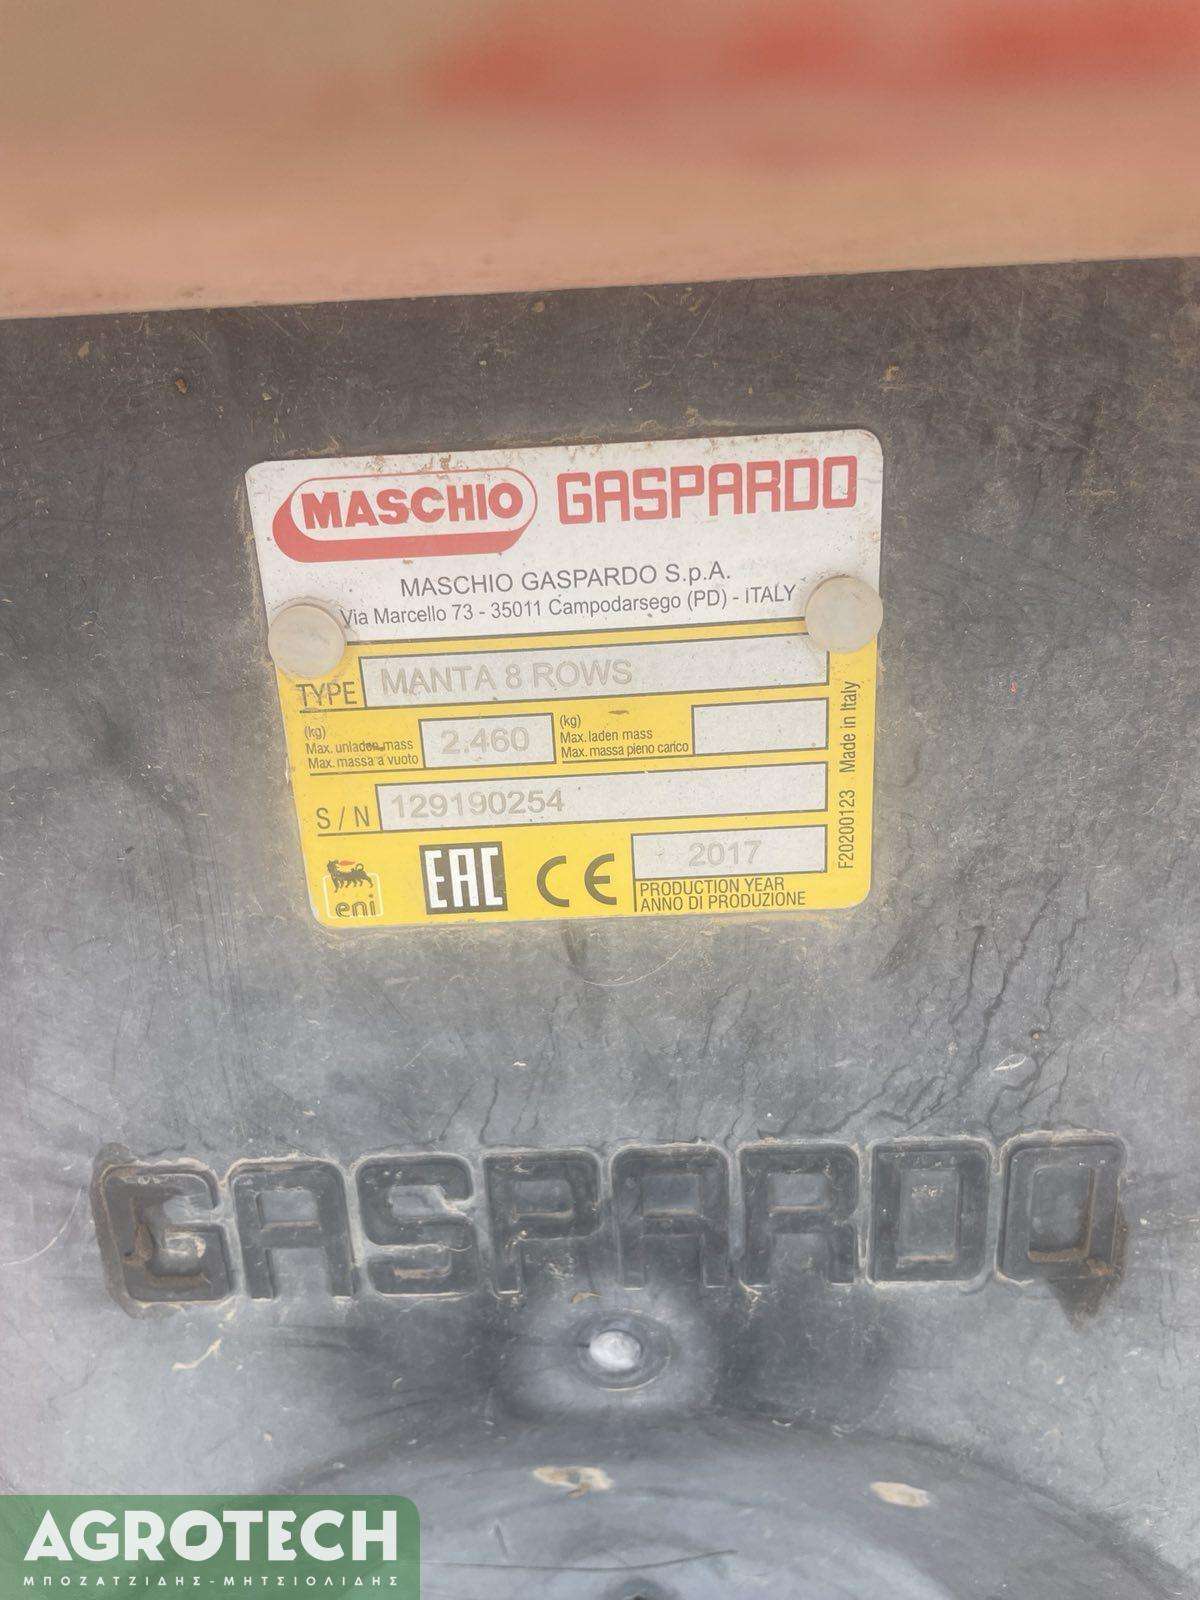 MASCHIO GASPARDO
MASCHIO GASPARDO S.p.A.
Via Marcello 73 - 35011 Campodarsego (PD) - ITALY
TYPE MANTA 8 ROWS
(kg)
Max. unladen mass
Max. massa a vuoto
2.460
(kg)
Max. laden mass
Max. massa pieno carico
S/N 129190254
eni
EAC
CE
2017
PRODUCTION YEAR
ANNO DI PRODUZIONE
F20200123 Made in Italy
GASPARDO
AGROTECH
ΜΠΟΖΑΤΖΙΔΗΣ-ΜΗΤΣΙΟΛΙΔΗΣ